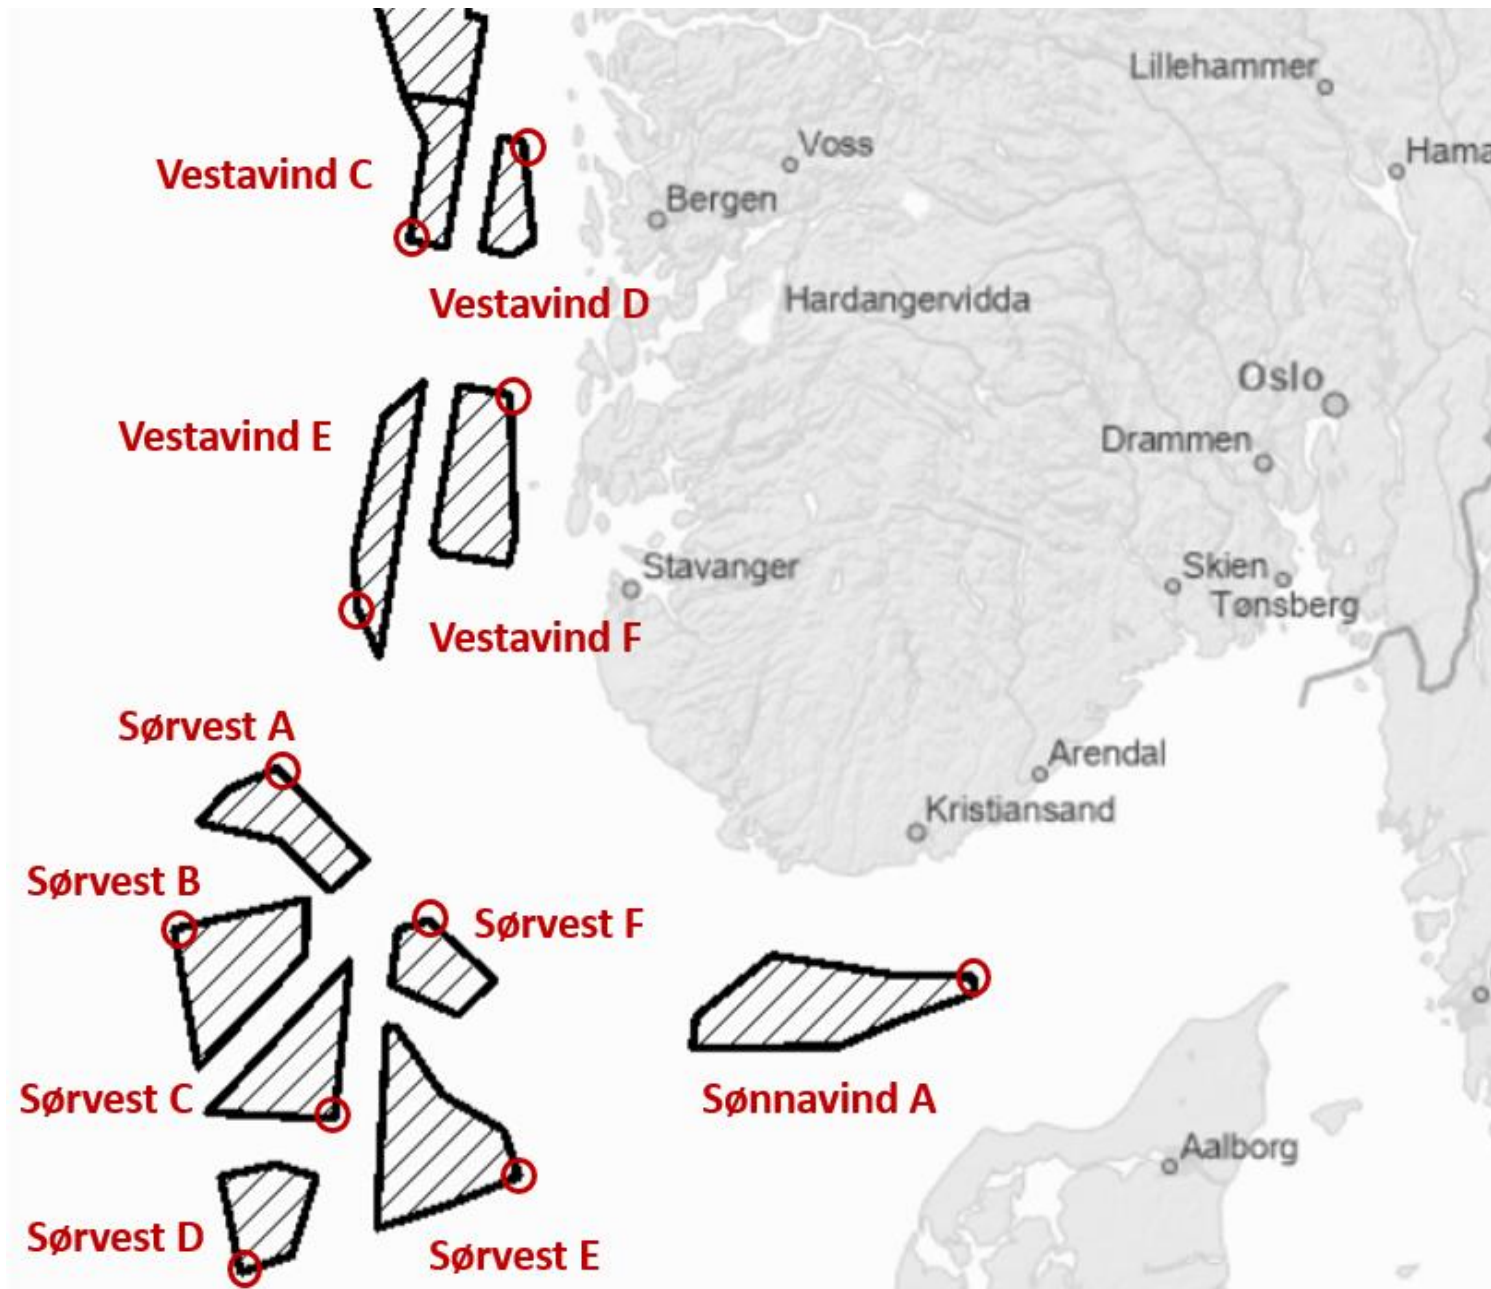 Lillehammer
Voss
Hama
Vestavind C
Bergen
Vestavind D
Hardangervidda
Oslo
Vestavind E
Drammen
Stavanger
Skien
Tønsberg
Vestavind F
Sørvest A
Arendal
Kristiansand
Sørvest B
Sørvest F
Sørvest C
Sønnavind A
Aalborg
Sørvest D
Sørvest E